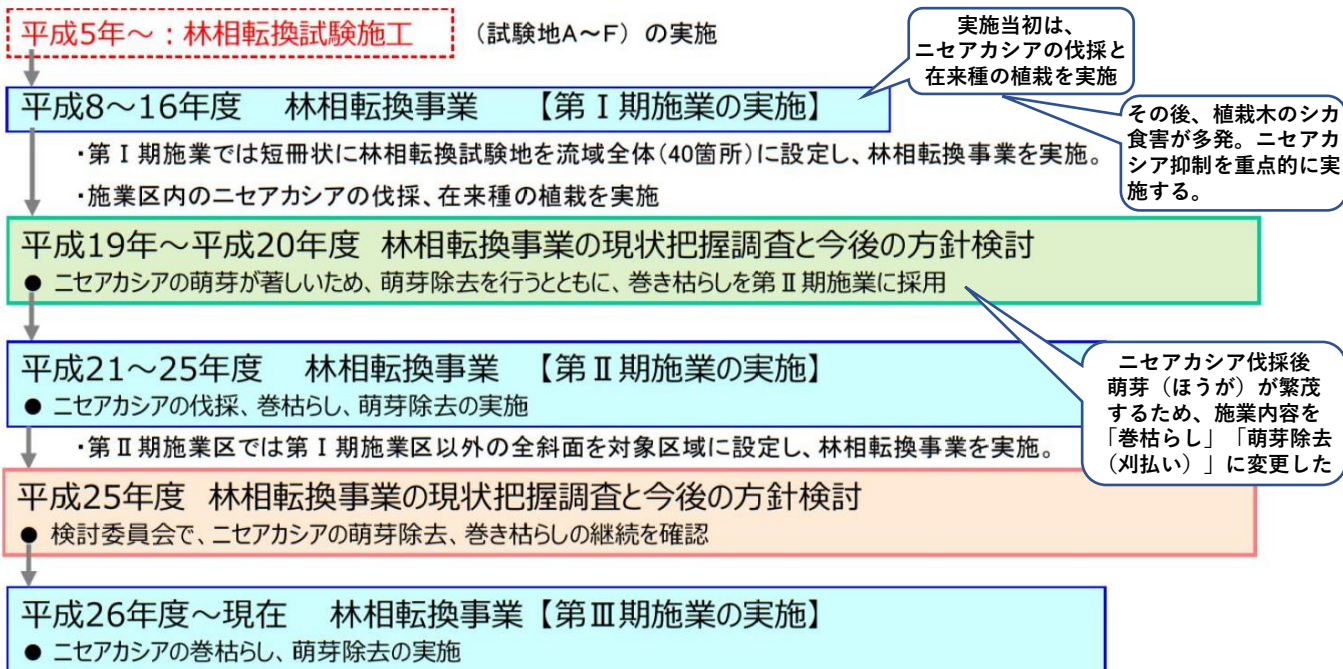 平成5年～：林相転換試験施工 （試験地A～F）の実施
実施当初は、
ニセアカシアの伐採と
在来種の植栽を実施
平成8～16年度 林相転換事業 【第Ⅰ期施業の実施】
その後、植栽木のシカ
食害が多発。ニセアカ
シア抑制を重点的に実
施する。
・第Ⅰ期施業では短冊状に林相転換試験地を流域全体(40箇所)に設定し、林相転換事業を実施。
・施業区内のニセアカシアの伐採、在来種の植栽を実施
平成19年～平成20年度 林相転換事業の現状把握調査と今後の方針検討
● ニセアカシアの萌芽が著しいため、萌芽除去を行うとともに、巻き枯らしを第Ⅱ期施業に採用
平成21～25年度 林相転換事業 【第Ⅱ期施業の実施】
● ニセアカシアの伐採、巻枯らし、萌芽除去の実施
ニセアカシア伐採後
萌芽（ほうが）が繁茂
するため、施業内容を
「巻枯らし」「萌芽除去
（刈払い）」に変更した
・第Ⅱ期施業区では第Ⅰ期施業区以外の全斜面を対象区域に設定し、林相転換事業を実施。
平成25年度 林相転換事業の現状把握調査と今後の方針検討
● 検討委員会で、ニセアカシアの萌芽除去、巻き枯らしの継続を確認
平成26年度～現在 林相転換事業【第Ⅲ期施業の実施】
● ニセアカシアの巻枯らし、萌芽除去の実施